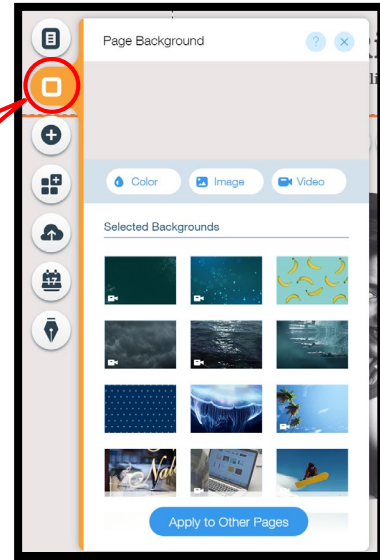 Page Background
?
Color
Image
Video
Selected Backgrounds
Apply to Other Pages